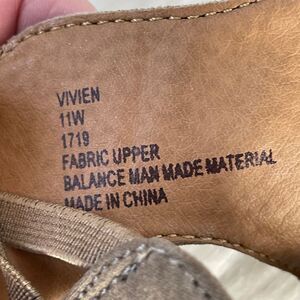 VIVIEN
11W
1719
FABRIC UPPER
BALANCE MAN MADE MATERIAL
MADE IN CHINA